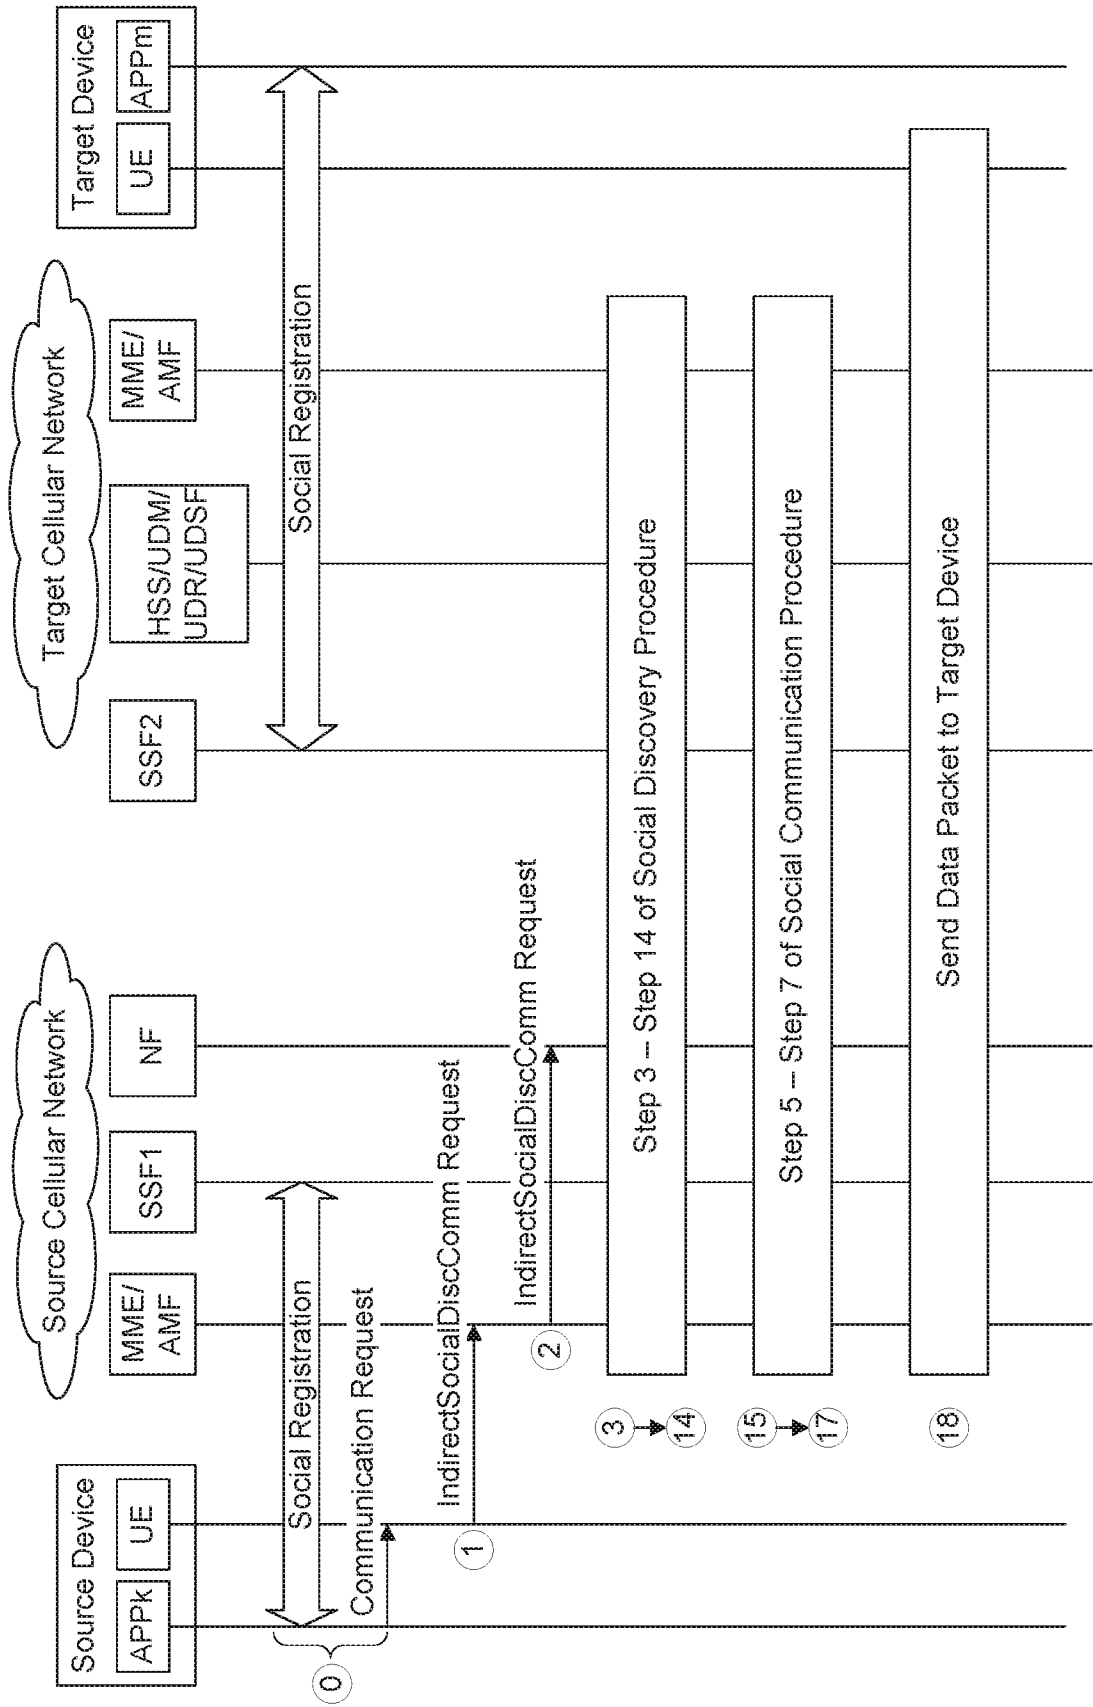 Source Device
APPk
UE
Source Cellular Network
MME/
AMF
SSF1
NF
Target Cellular Network
SSF2
HSS/UDM/
UDR/UDSF
MME/
AMF
Target Device
UE
APPm
0
Social Registration
Social Registration
Communication Request
1
IndirectSocialDiscComm Request
2
IndirectSocialDiscComm Request
3
14
Step 3 – Step 14 of Social Discovery Procedure
15
17
Step 5 – Step 7 of Social Communication Procedure
18
Send Data Packet to Target Device